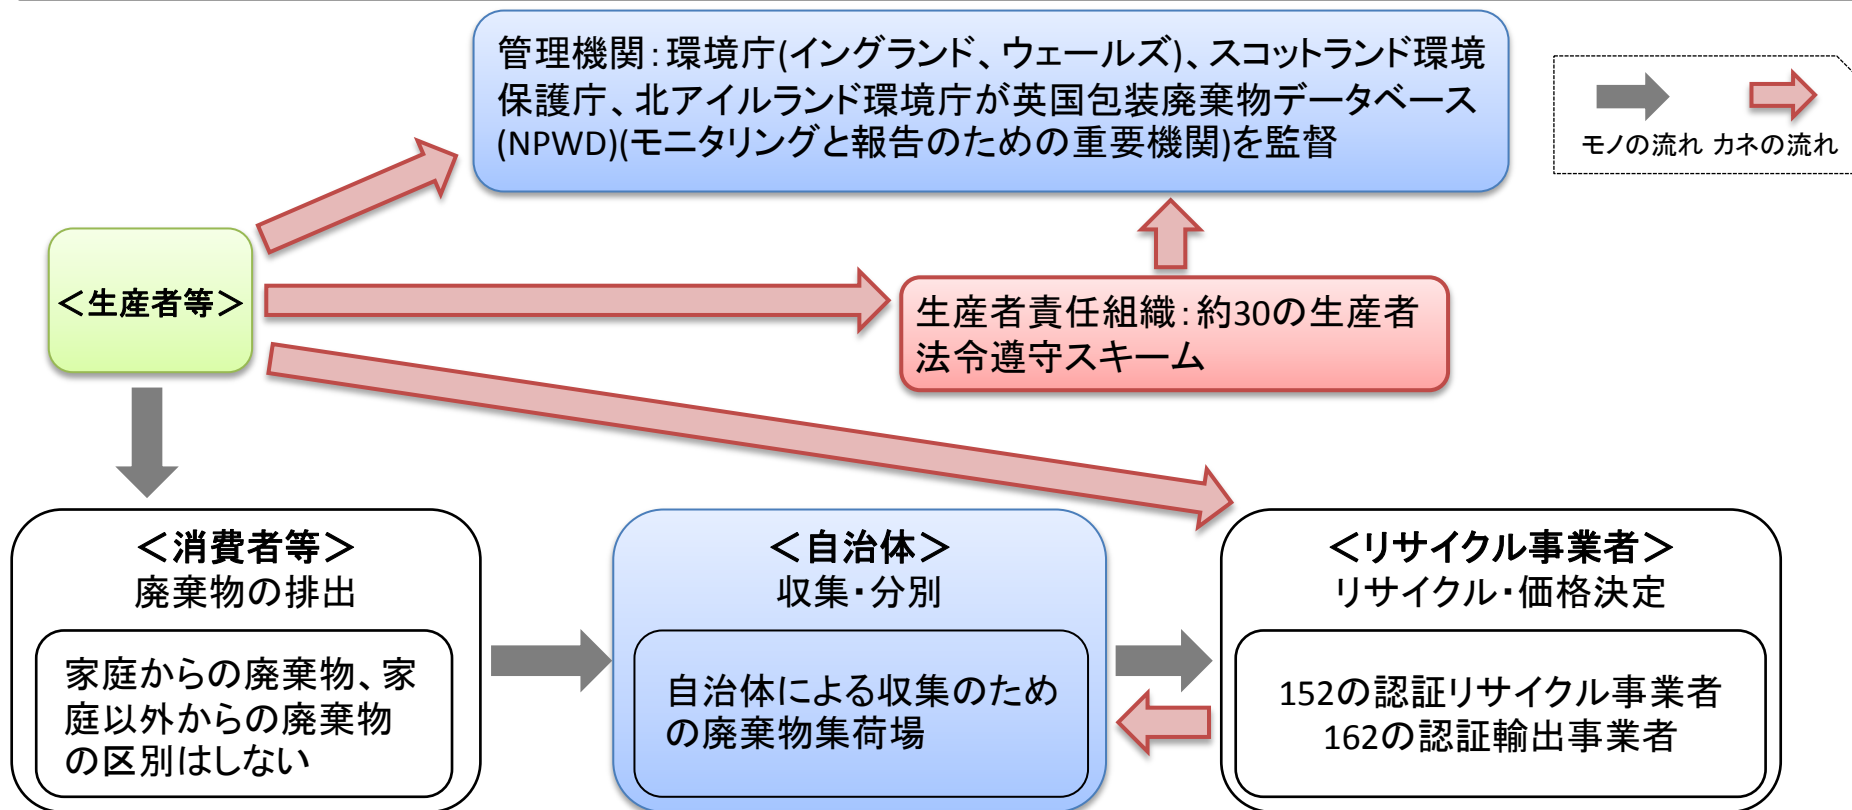 管理機関:環境庁(イングランド、ウェールズ)、スコットランド環境
保護庁、北アイルランド環境庁が英国包装廃棄物データベース
(NPWD)(モニタリングと報告のための重要機関)を監督
モノの流れ カネの流れ
＜生産者等＞
生産者責任組織:約30の生産者
法令遵守スキーム
＜消費者等＞
廃棄物の排出
家庭からの廃棄物、家
庭以外からの廃棄物
の区別はしない
＜自治体＞
収集・分別
自治体による収集のため
の廃棄物集荷場
＜リサイクル事業者＞
リサイクル・価格決定
152の認証リサイクル事業者
162の認証輸出事業者